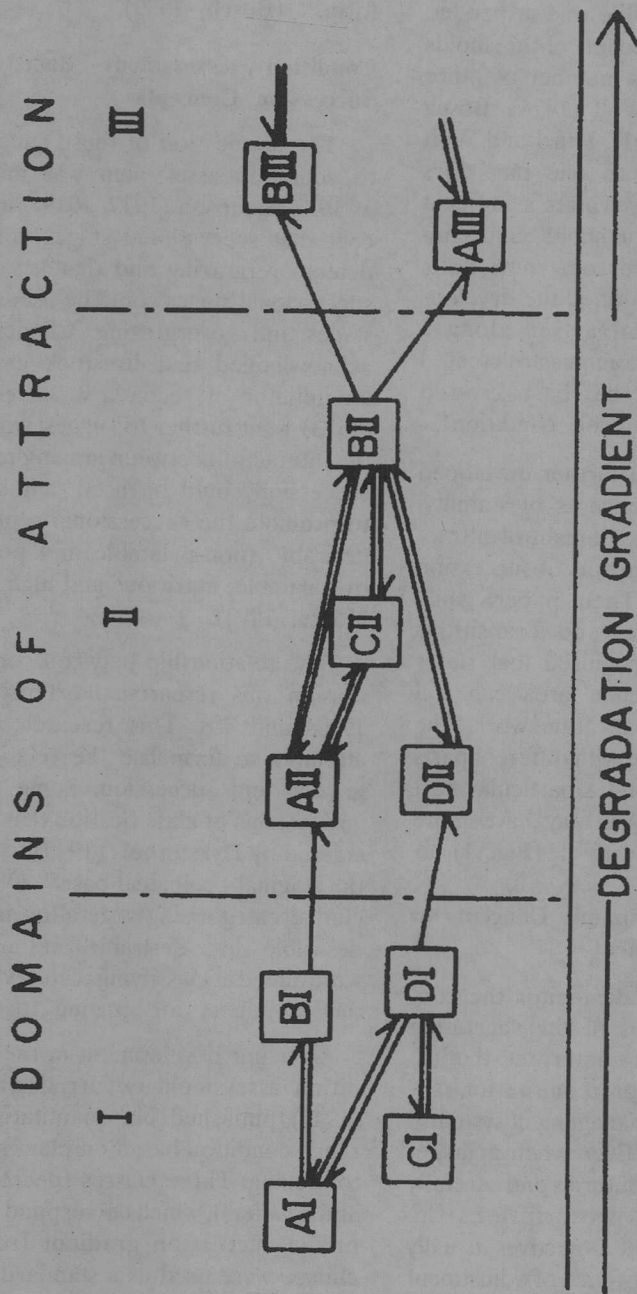 DOMAINS OF ATTRACTION
I II III
AI BI AII BIII
CII BII
CI DI DII AIII
DEGRADATION GRADIENT